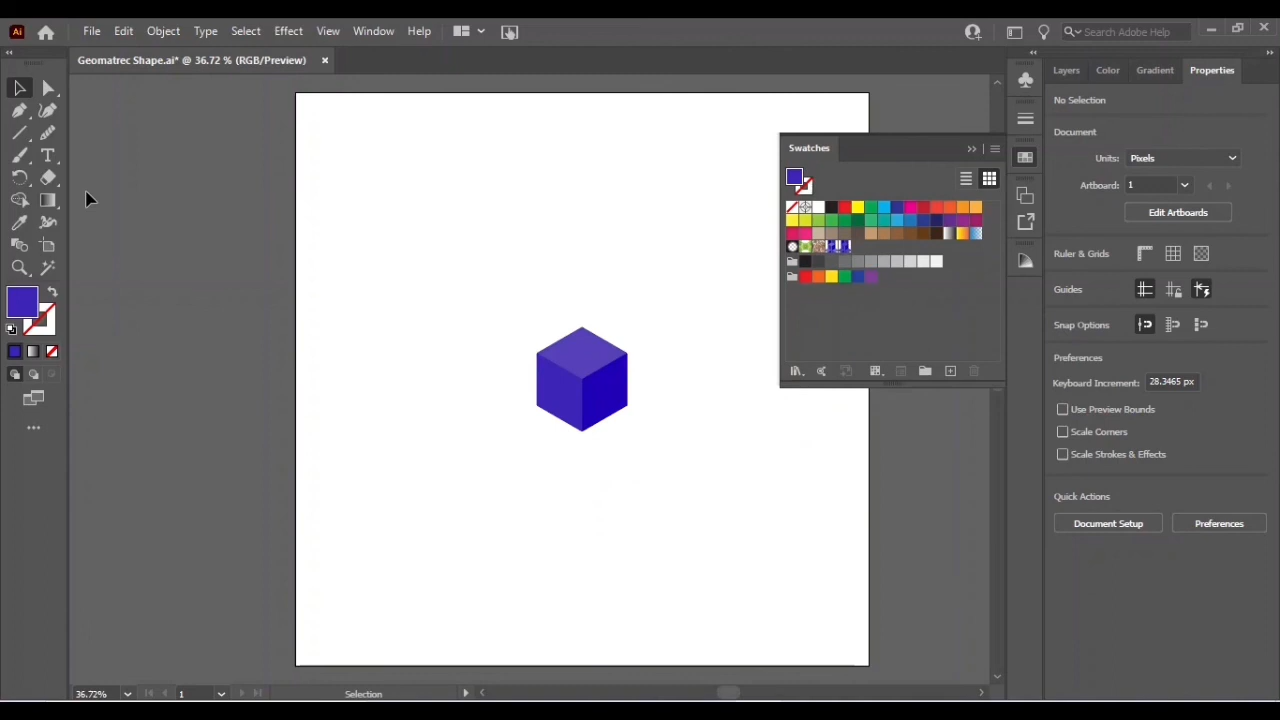 Ai File Edit Object Type Select Effect View Window Help Search Adobe Help
Geomatrec Shape.ai* @ 36.72 % (RGB/Preview) ×
Layers Color Gradient Properties
No Selection
Document
Units: Pixels
Artboard: 1
Edit Artboards
Ruler & Grids
Guides
Snap Options
Preferences
Keyboard Increment: 28.3465 px
Use Preview Bounds
Scale Corners
Scale Strokes & Effects
Quick Actions
Document Setup Preferences
Swatches
36.72% 1 Selection